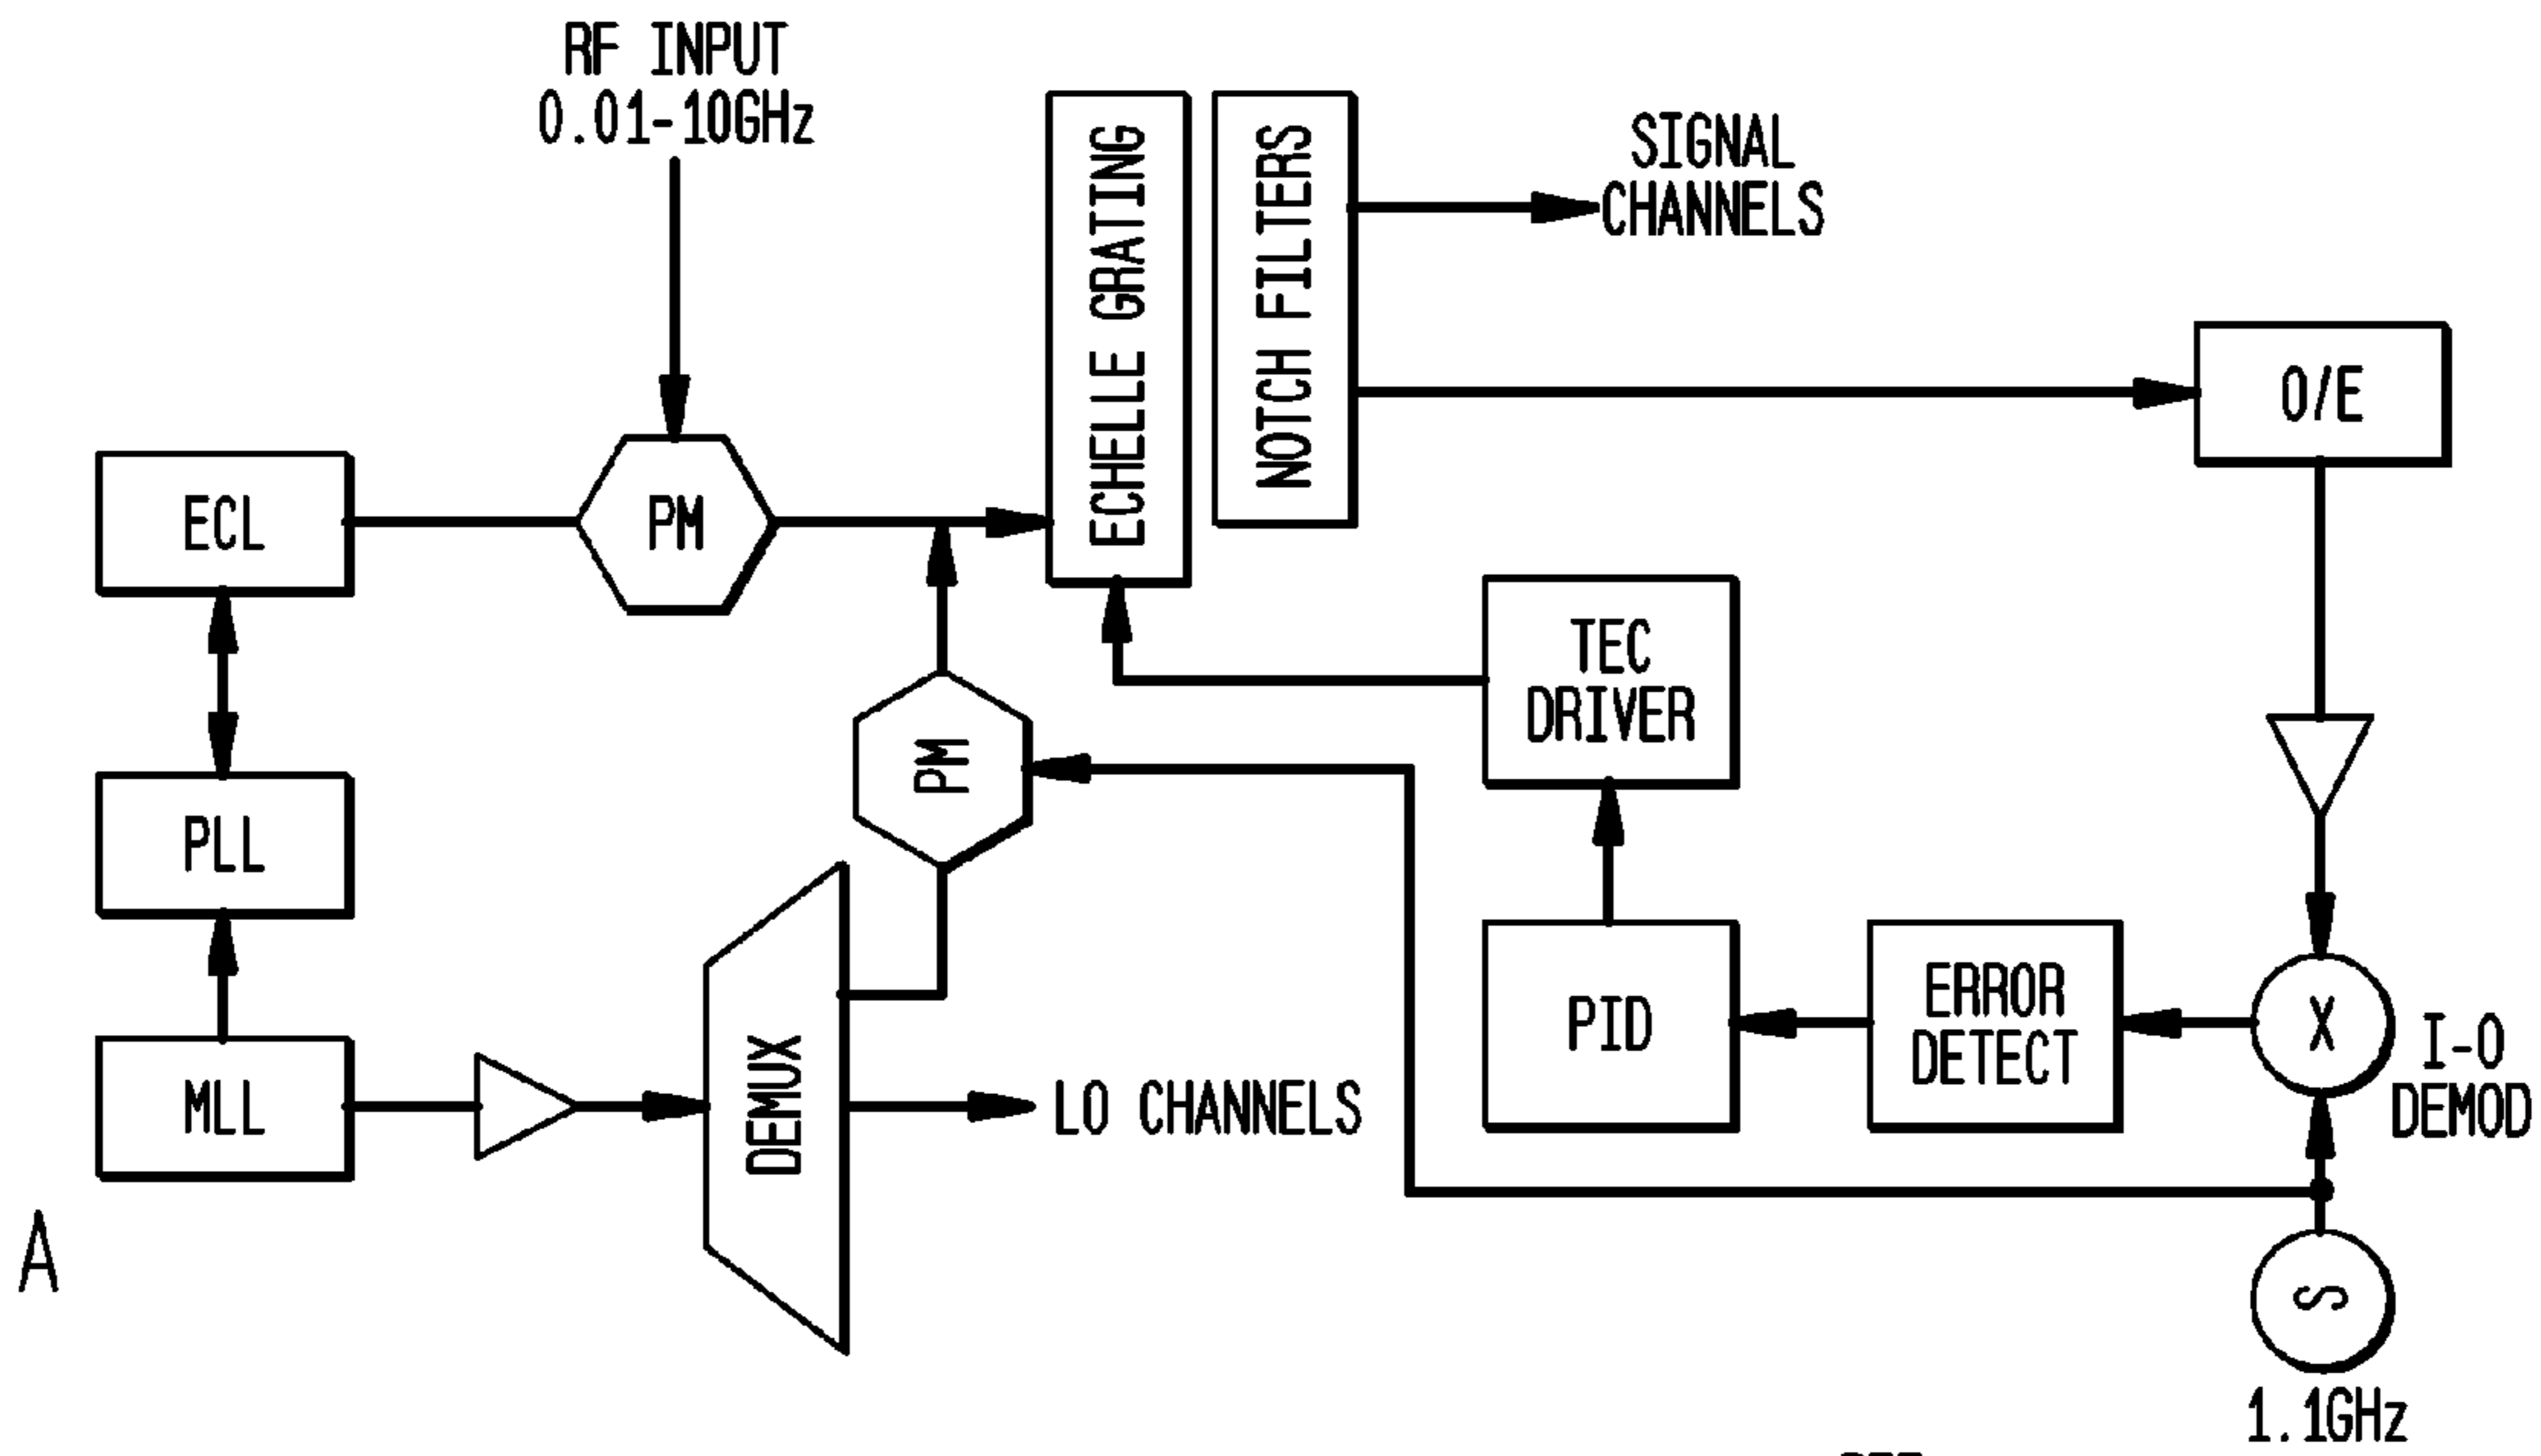 RF INPUT
0.01-10GHz
ECHELLE GRATING
NOTCH FILTERS
SIGNAL
CHANNELS
O/E
ECL
PM
TEC
DRIVER
PM
PLL
PID
ERROR
DETECT
X
I-O
DEMOD
MLL
DEMUX
LO CHANNELS
A
S
1.1GHz